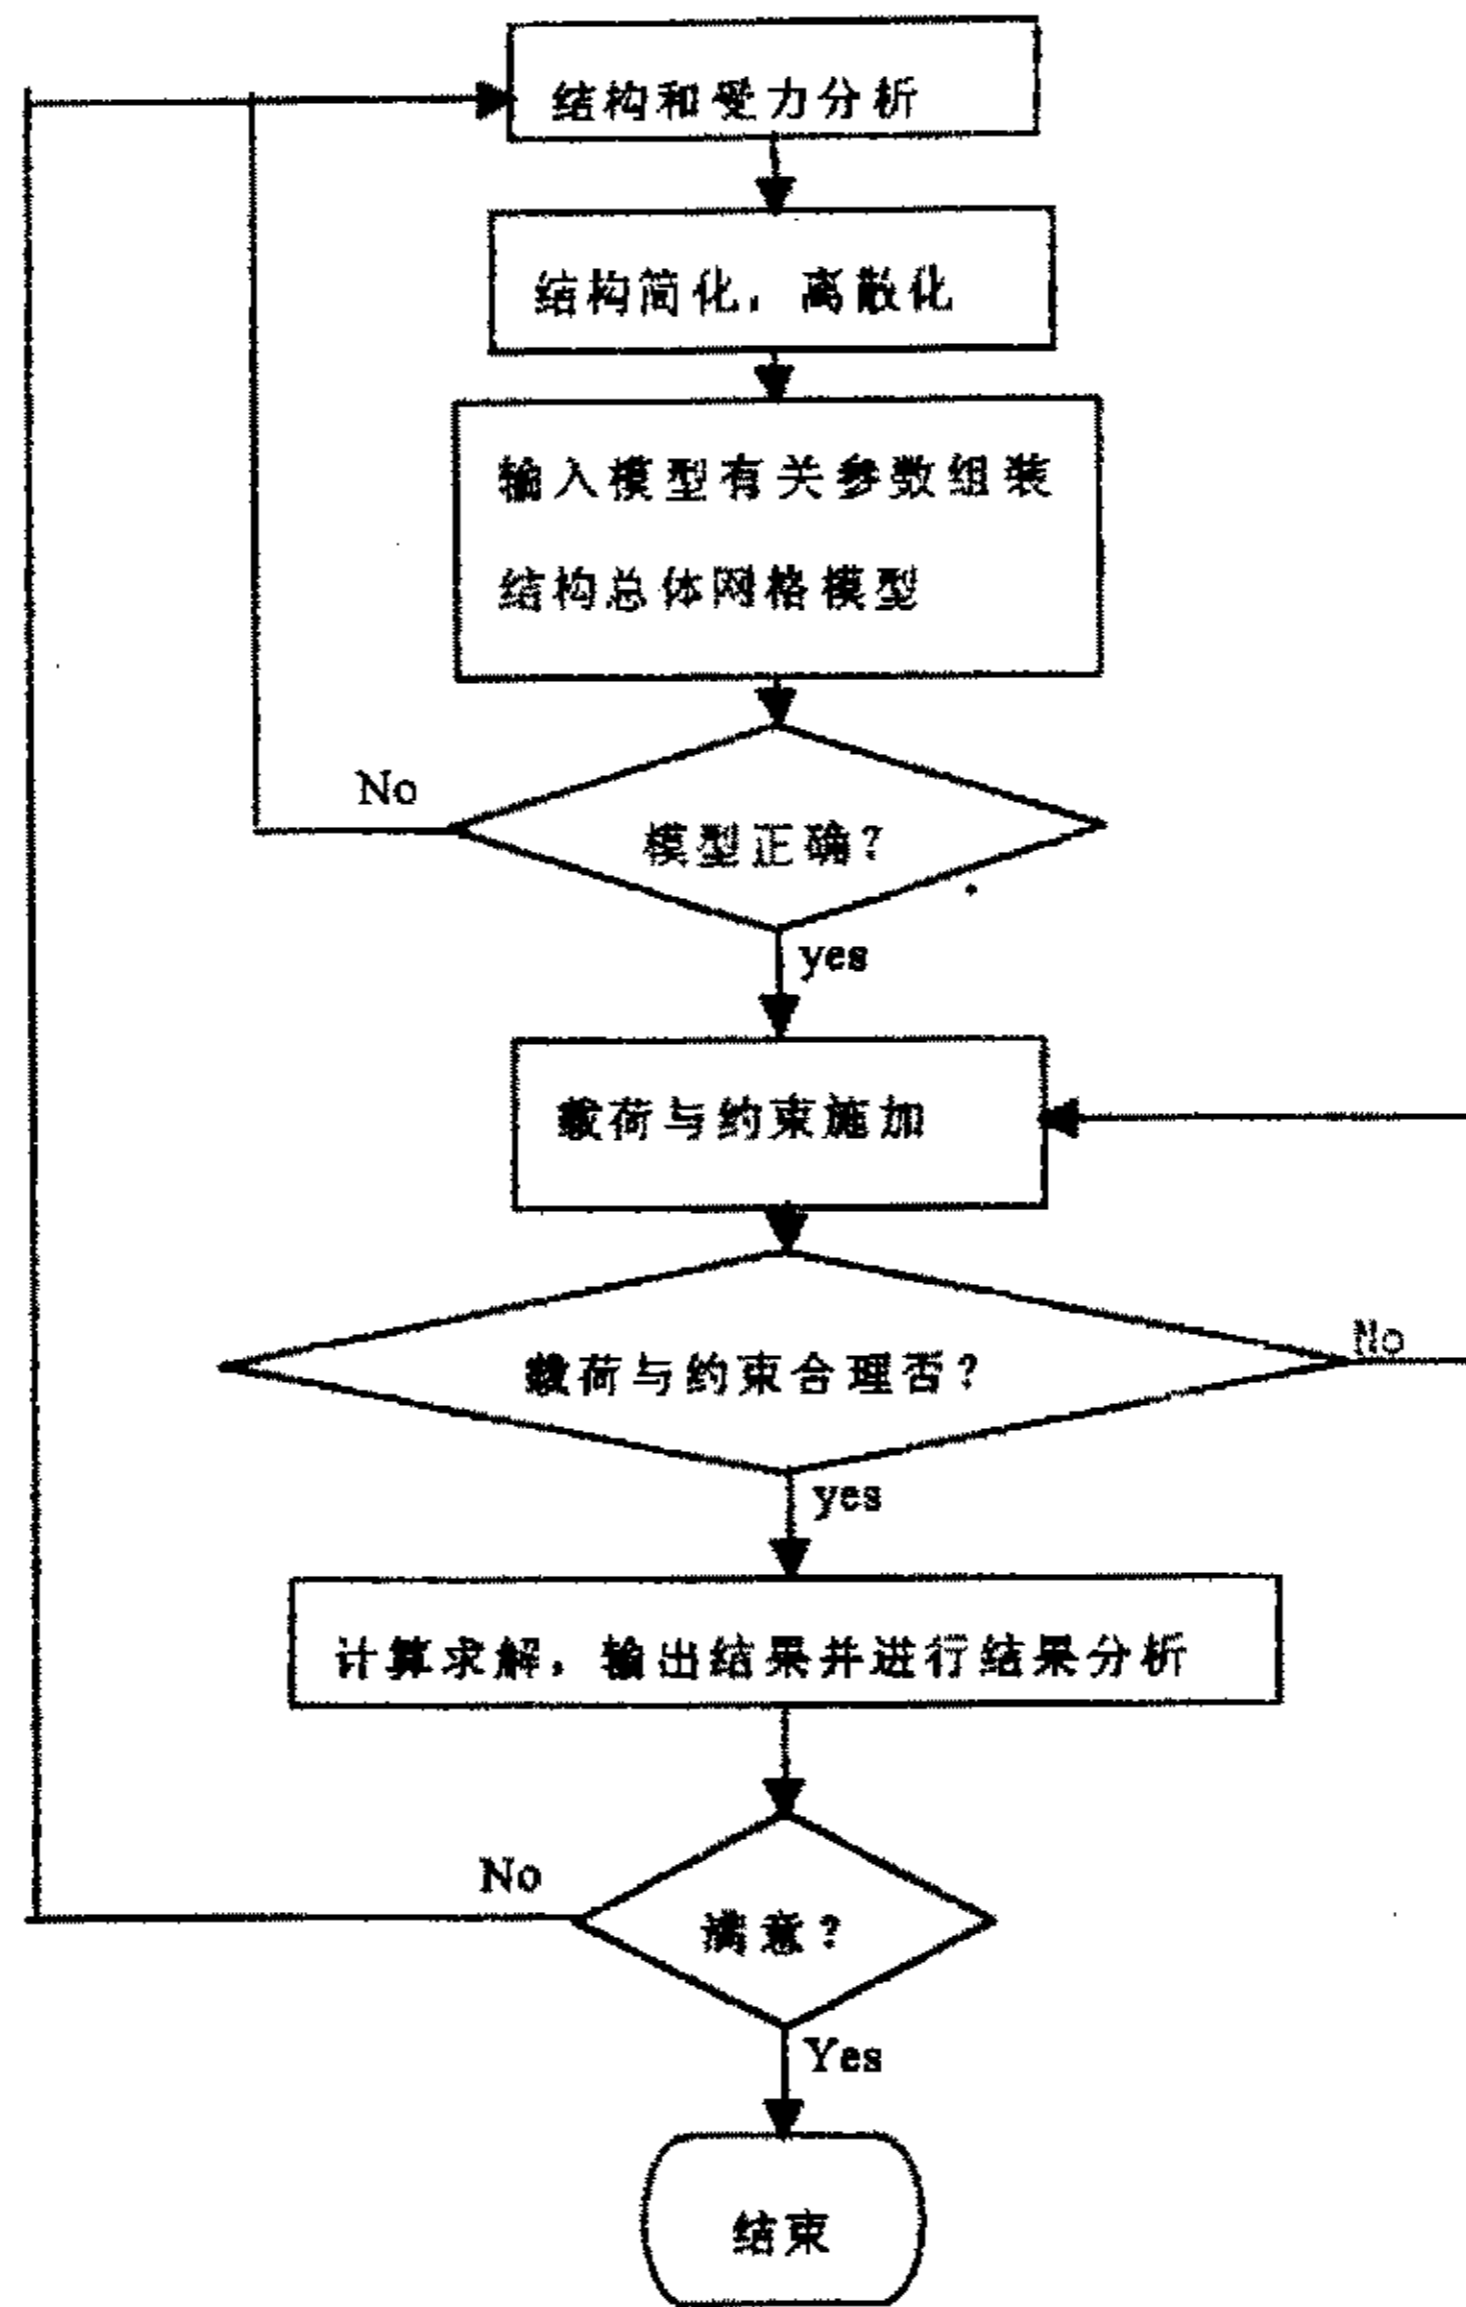 结构和受力分析
结构简化，离散化
输入模型有关参数组装
结构总体网格模型
No
模型正确？
yes
载荷与约束施加
No
载荷与约束合理否？
yes
计算求解，输出结果并进行结果分析
No
满意？
Yes
结束